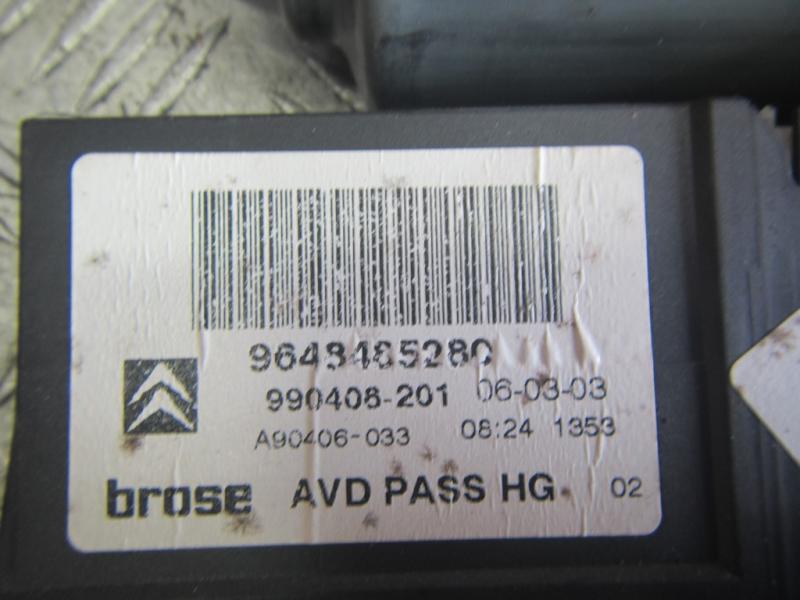 9648485280
990408-201 06-03-03
A90406-033 08:24 1353
brose AVD PASS HG. 02